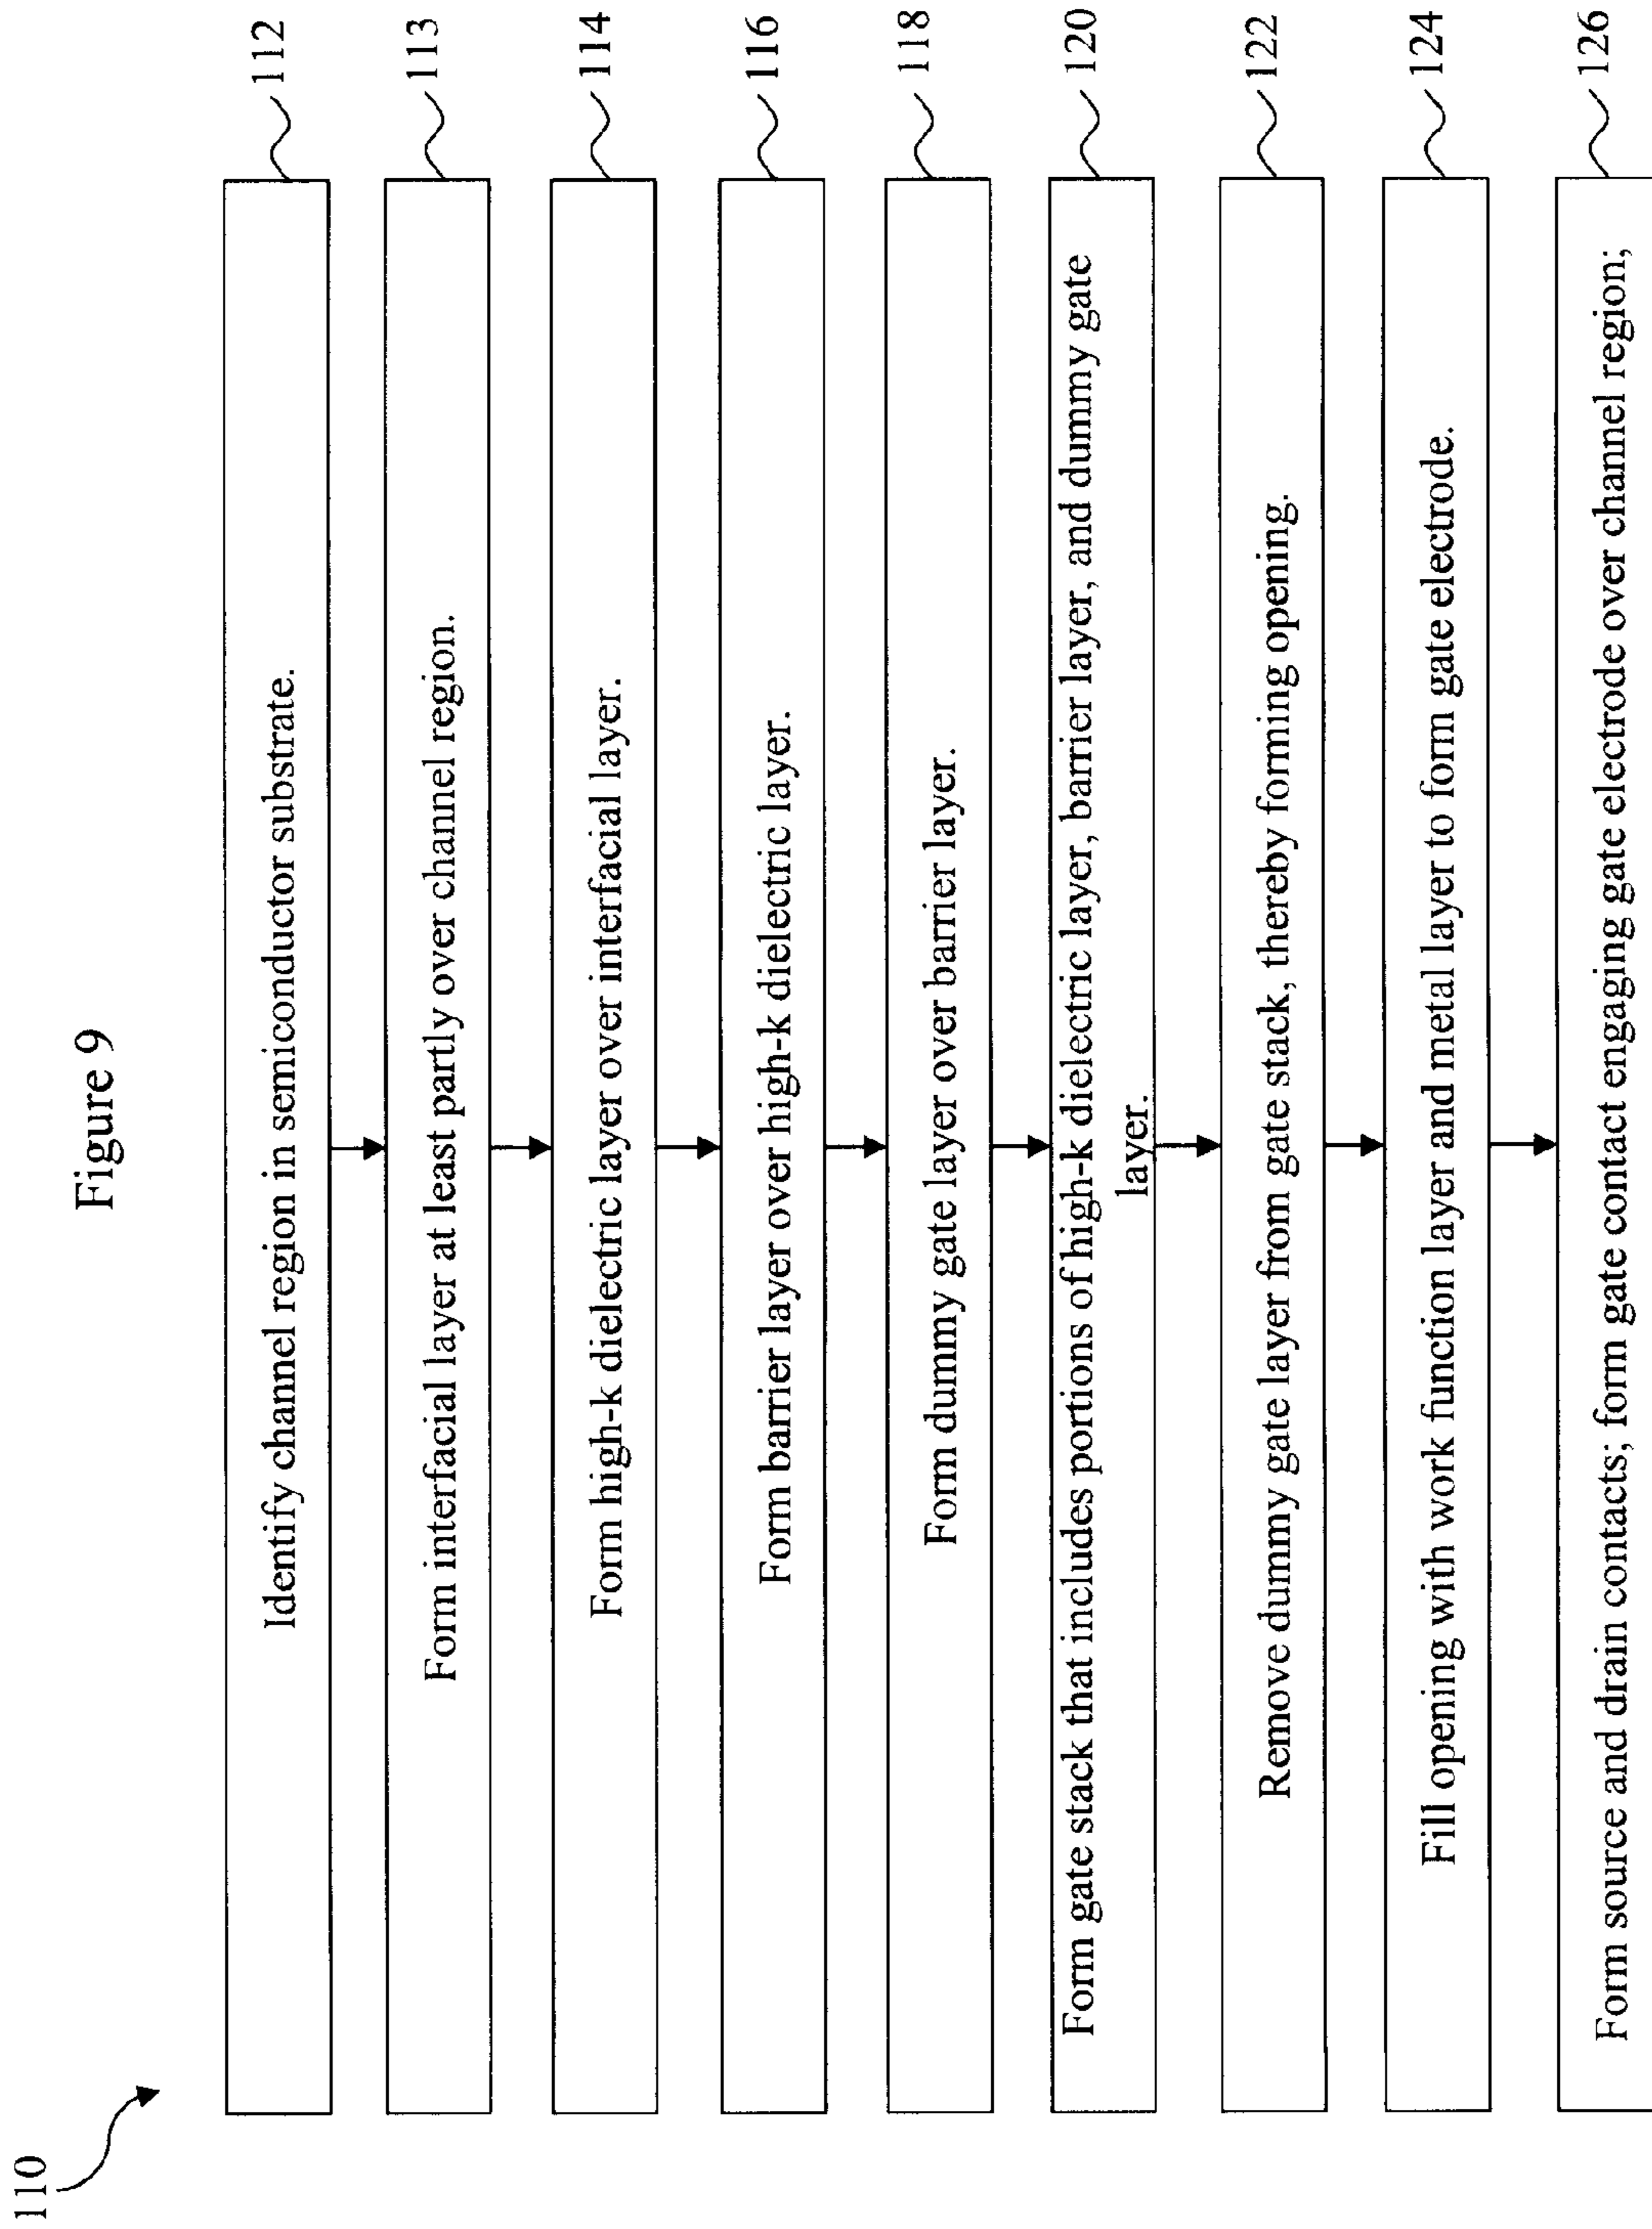 110
Figure 9
Identify channel region in semiconductor substrate.
112
Form interfacial layer at least partly over channel region.
113
Form high-k dielectric layer over interfacial layer.
114
Form barrier layer over high-k dielectric layer.
116
Form dummy gate layer over barrier layer.
118
Form gate stack that includes portions of high-k dielectric layer, barrier layer, and dummy gate
layer.
120
Remove dummy gate layer from gate stack, thereby forming opening.
122
Fill opening with work function layer and metal layer to form gate electrode.
124
Form source and drain contacts; form gate contact engaging gate electrode over channel region;
126